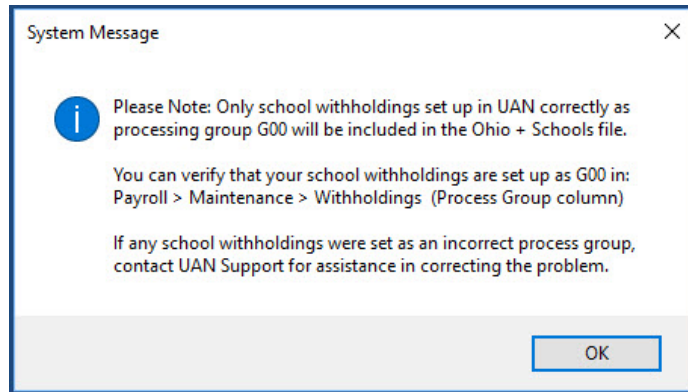 System Message
Please Note: Only school withholdings set up in UAN correctly as
processing group G00 will be included in the Ohio + Schools file.
You can verify that your school withholdings are set up as G00 in:
Payroll > Maintenance > Withholdings  (Process Group column)
If any school withholdings were set as an incorrect process group,
contact UAN Support for assistance in correcting the problem.
OK